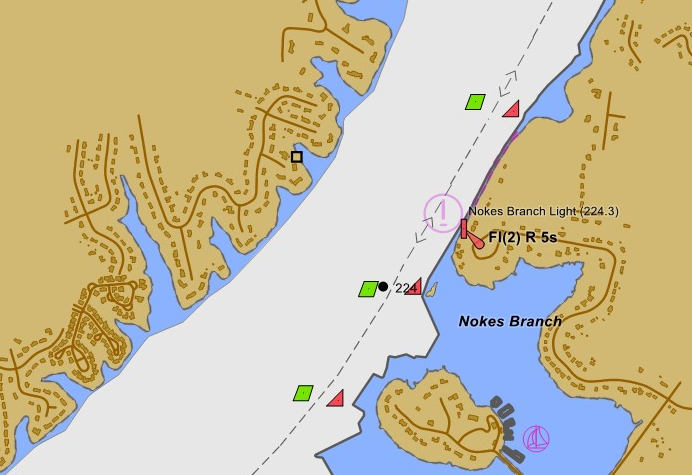 Nokes Branch Light (224.3)
Fl(2) R 5s
224
Nokes Branch